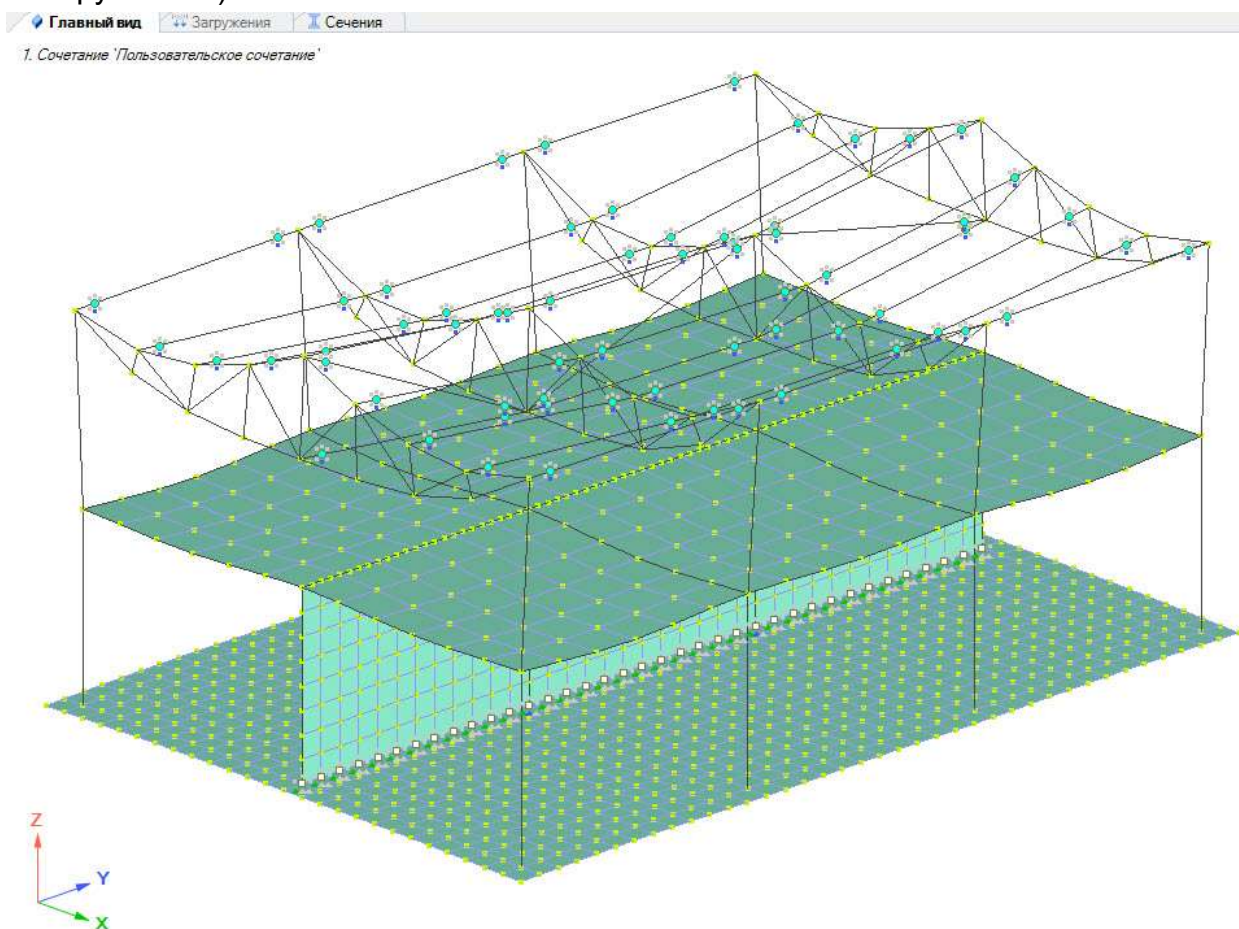 Главный вид Загружения Сечения
1. Сочетание 'Пользовательское сочетание'
Z
Y
X